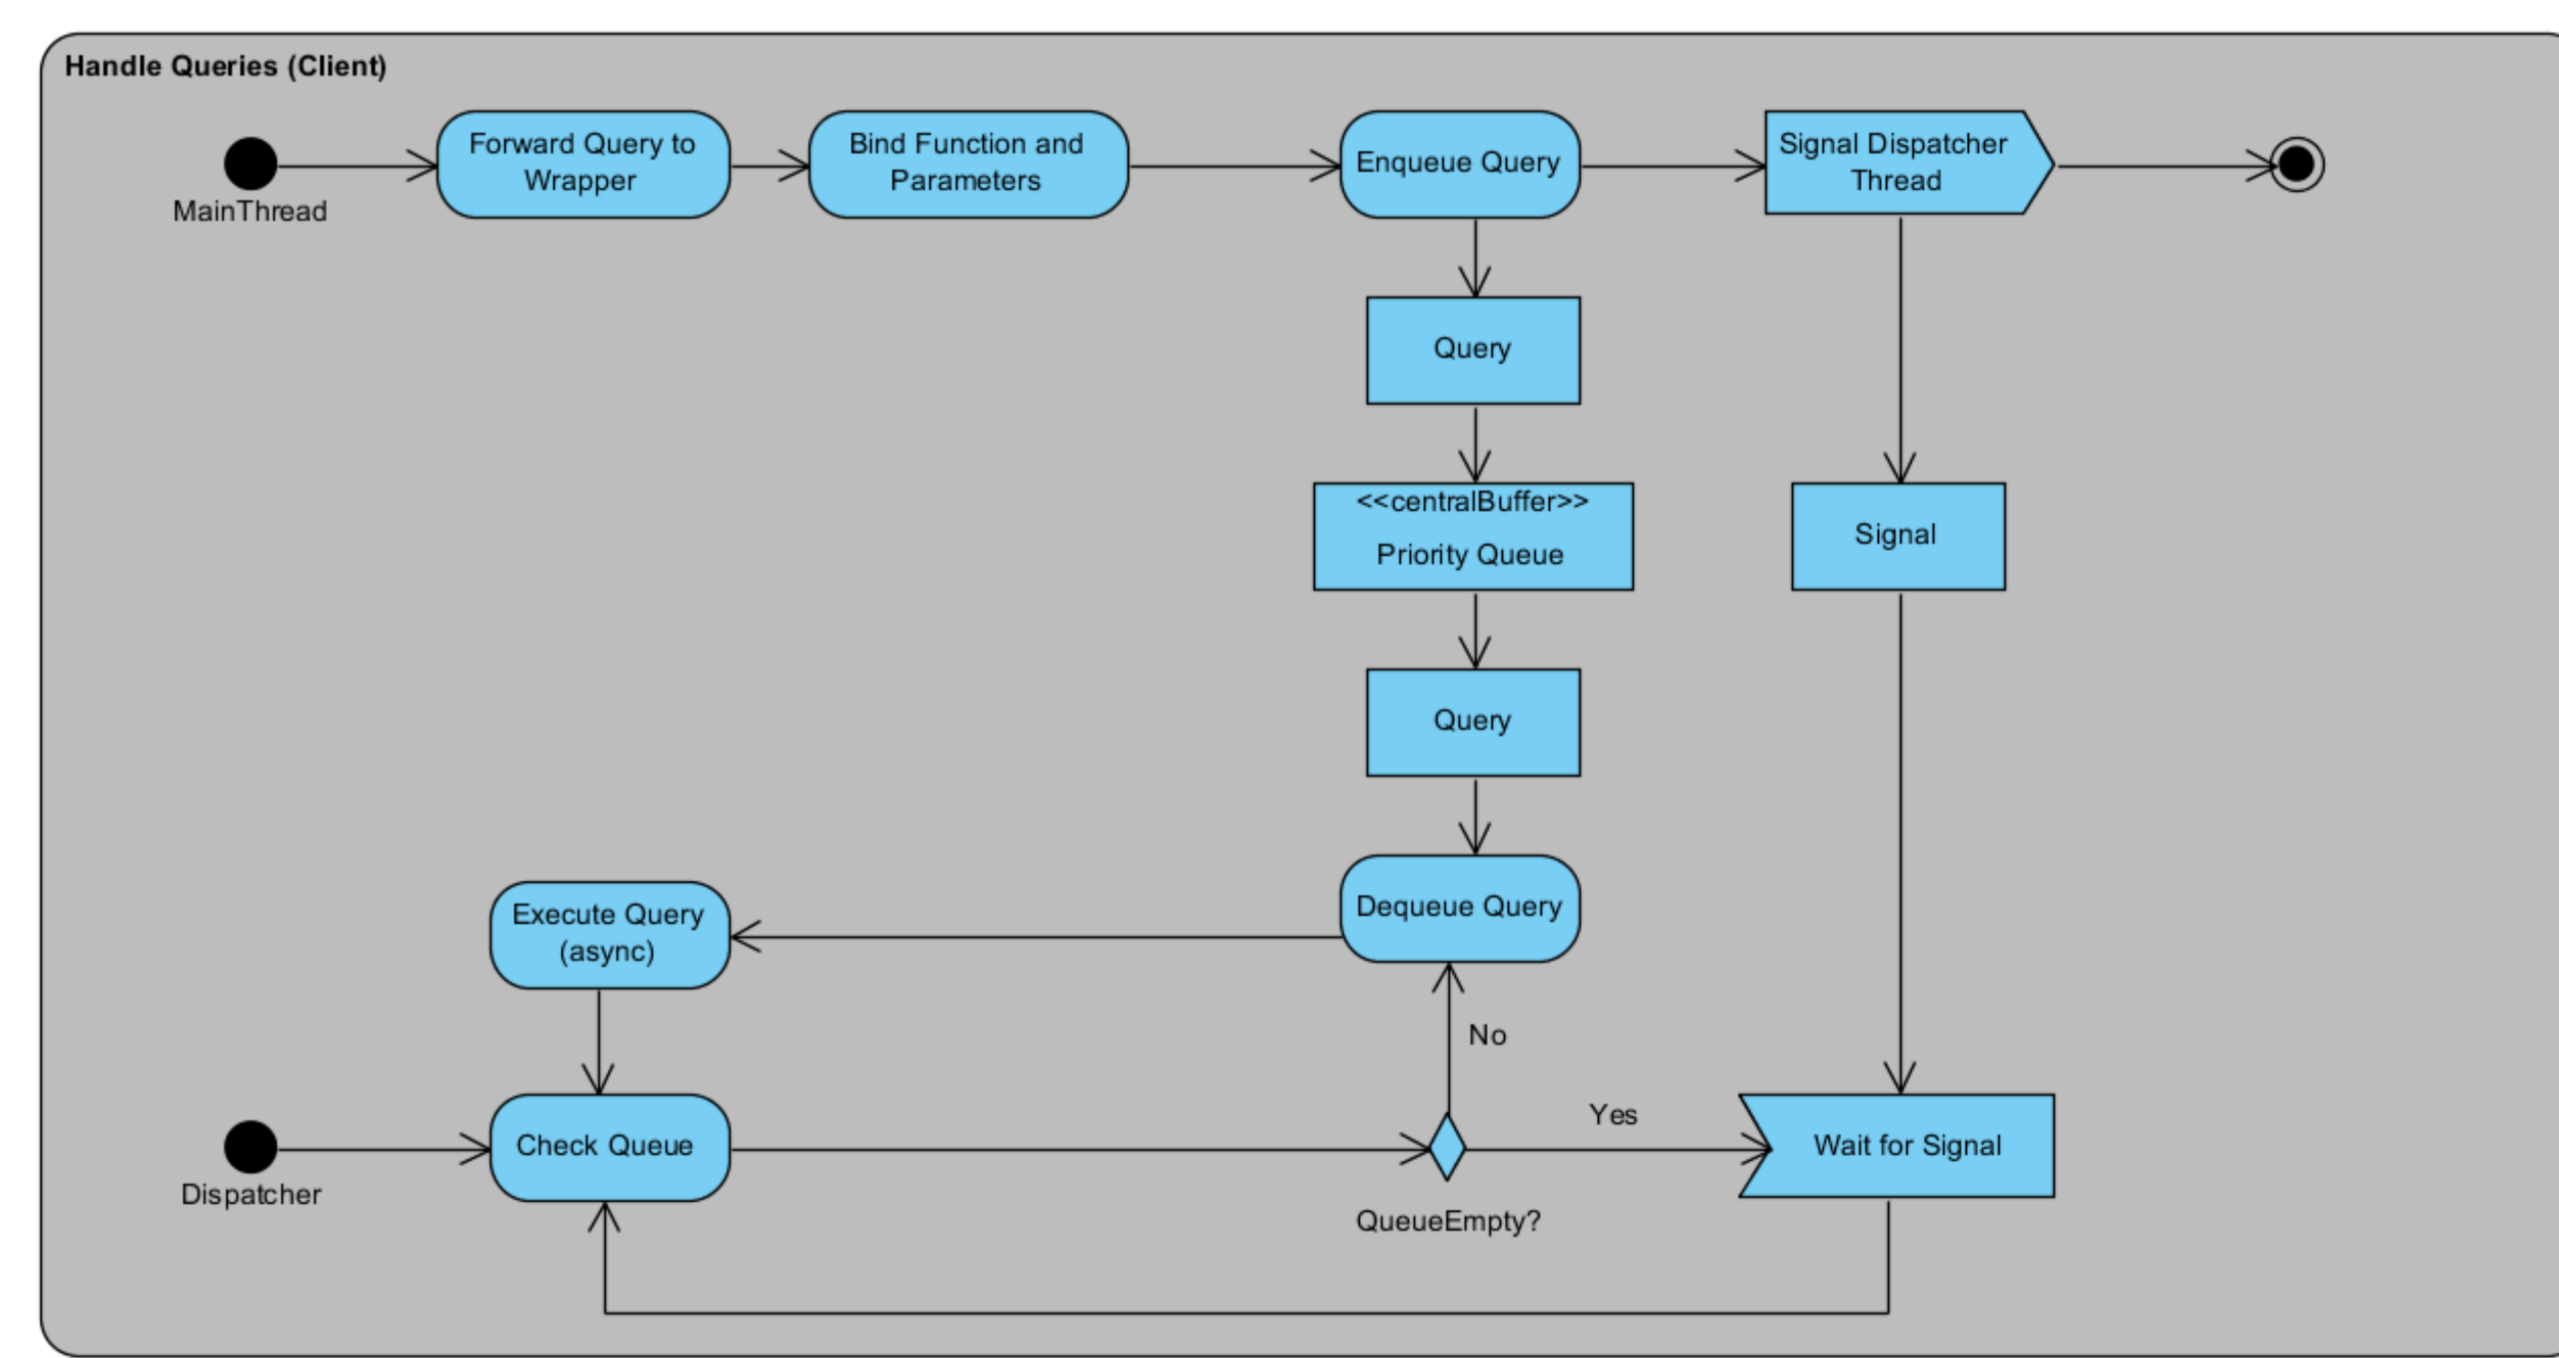 Handle Queries (Client)
MainThread
Forward Query to
Wrapper
Bind Function and
Parameters
Enqueue Query
Signal Dispatcher
Thread
Query
<<centralBuffer>>
Priority Queue
Signal
Query
Dequeue Query
Execute Query
(async)
No
Yes
Dispatcher
Check Queue
QueueEmpty?
Wait for Signal